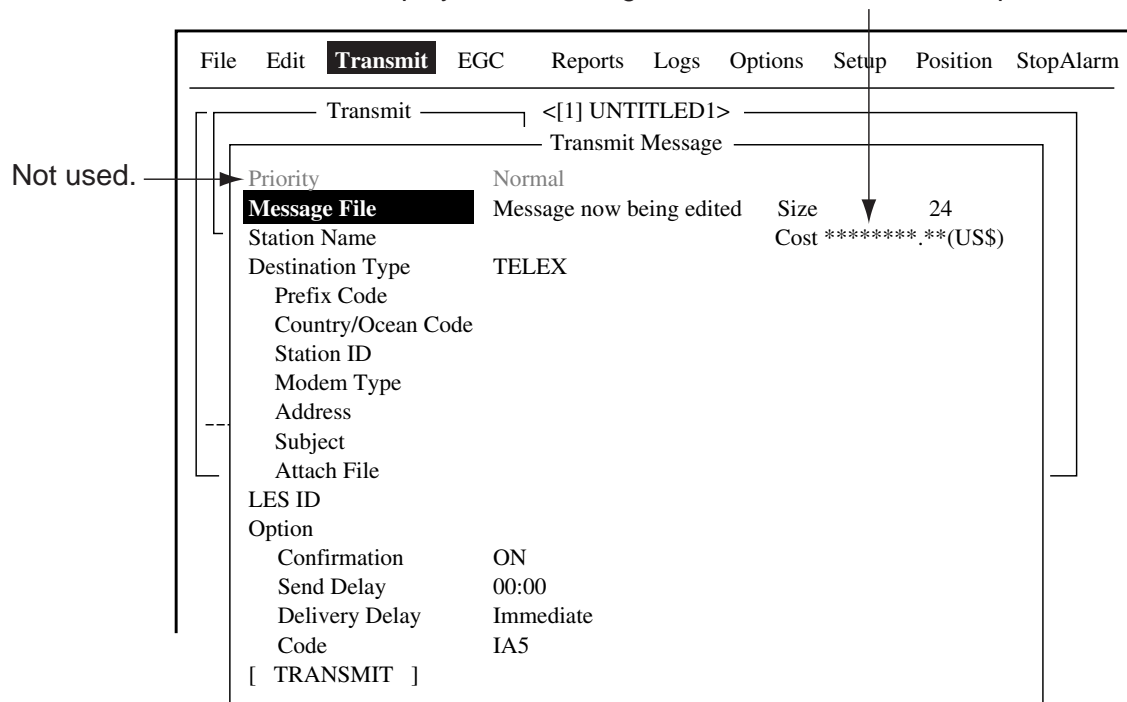 File Edit Transmit EGC Reports Logs Options Setup Position StopAlarm
Transmit <[1] UNTITLED1>
Transmit Message
Not used.
Priority Normal
Message File Message now being edited Size 24
Station Name Cost ********.**(US$)
Destination Type TELEX
Prefix Code
Country/Ocean Code
Station ID
Modem Type
Address
Subject
Attach File
LES ID
Option
Confirmation ON
Send Delay 00:00
Delivery Delay Immediate
Code IA5
[ TRANSMIT ]